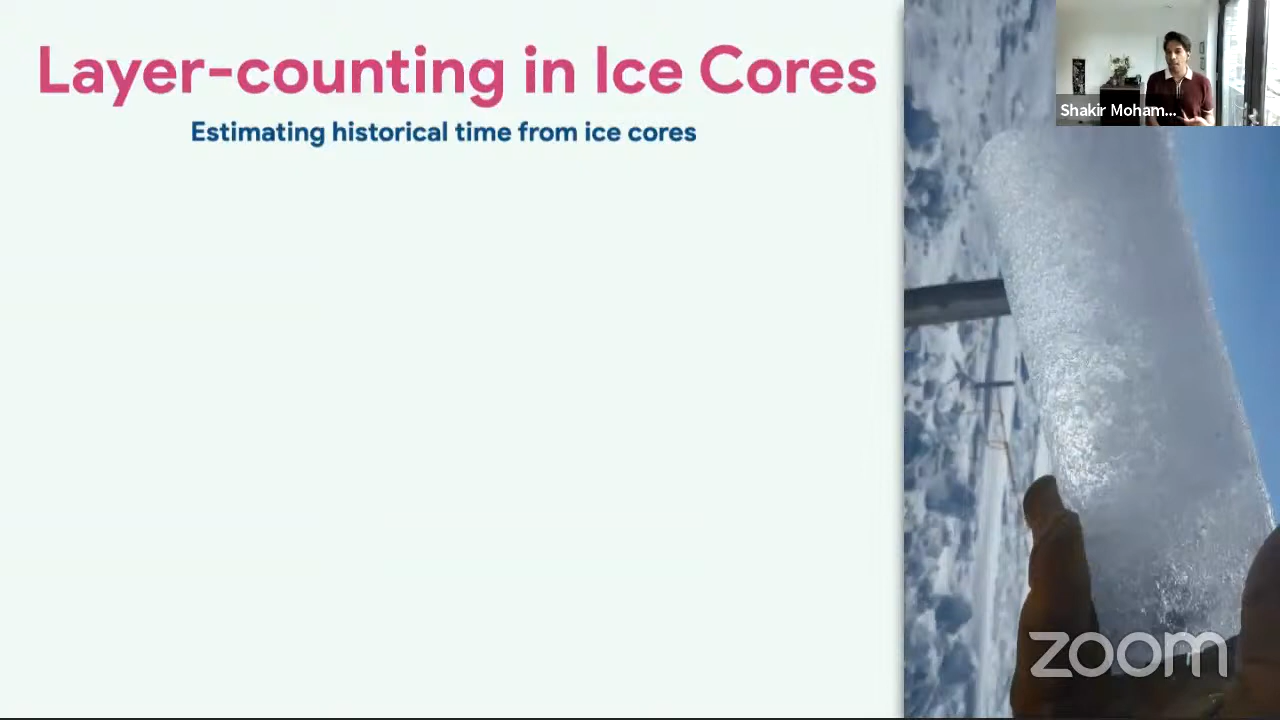 Layer-counting in Ice Cores
Estimating historical time from ice cores
Shakir Moham...
zoom